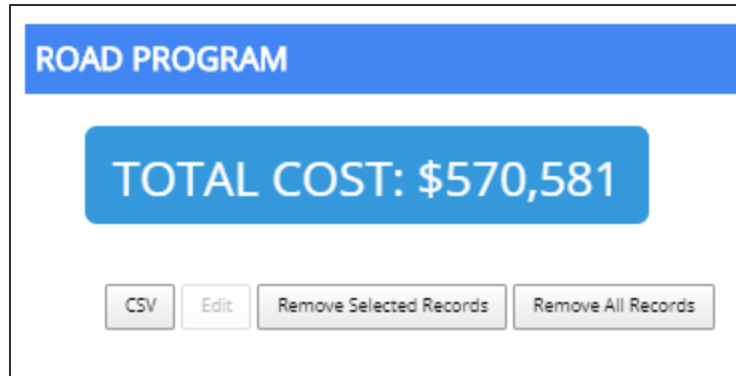 ROAD PROGRAM
TOTAL COST: $570,581
CSV Edit Remove Selected Records Remove All Records